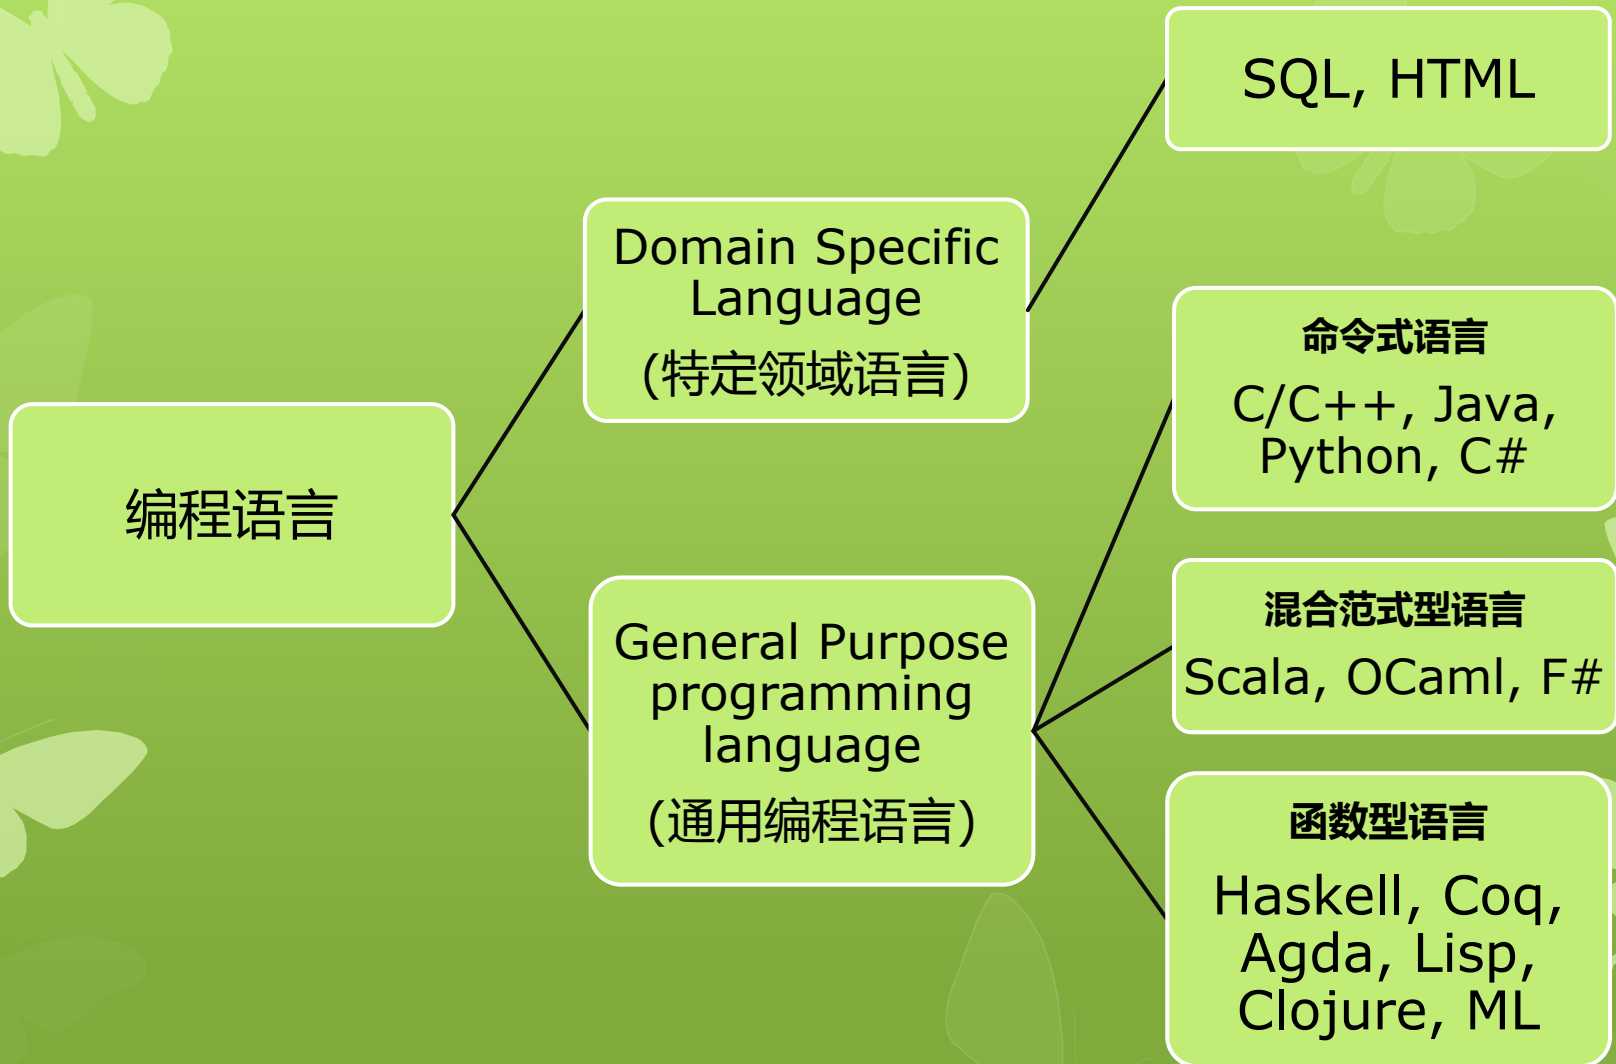 编程语言
Domain Specific
Language
(特定领域语言)
SQL, HTML
General Purpose
programming
language
(通用编程语言)
命令式语言
C/C++, Java,
Python, C#
混合范式型语言
Scala, OCaml, F#
函数型语言
Haskell, Coq,
Agda, Lisp,
Clojure, ML